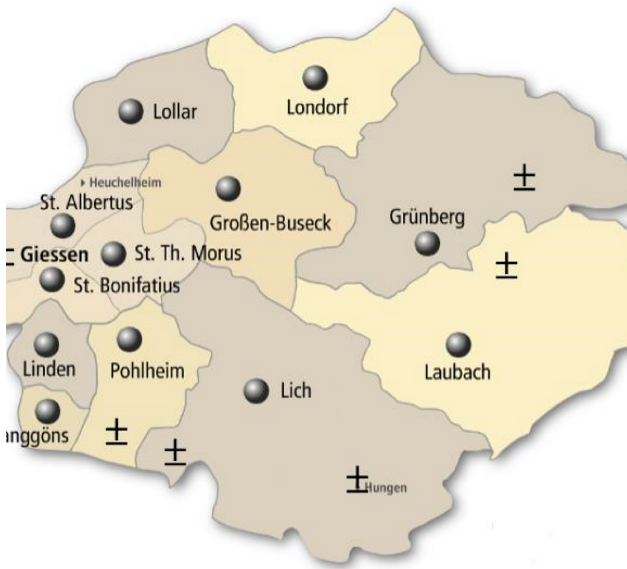 Lollar
Londorf
Heuchelheim
St. Albertus
Großen-Buseck
Grünberg
±
Giessen
St. Th. Morus
±
St. Bonifatius
Linden
Pohlheim
Laubach
Lich
anggöns
±
±
±
Hungen